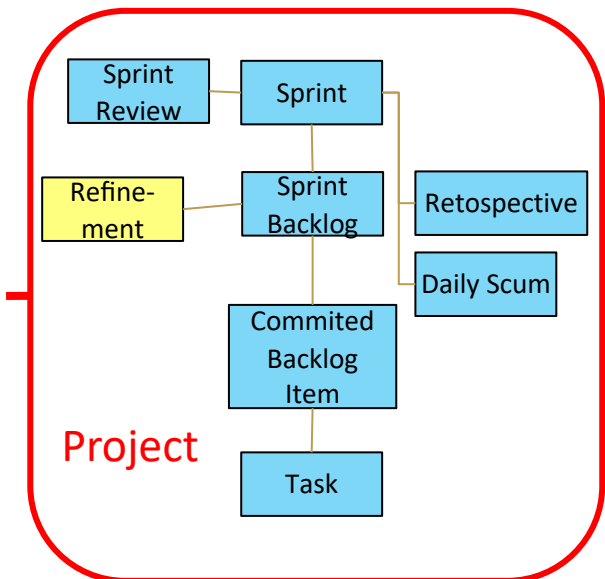 Sprint
Review
Sprint
Refine-
ment
Sprint
Backlog
Retospective
Daily Scum
Commited
Backlog
Item
Project
Task